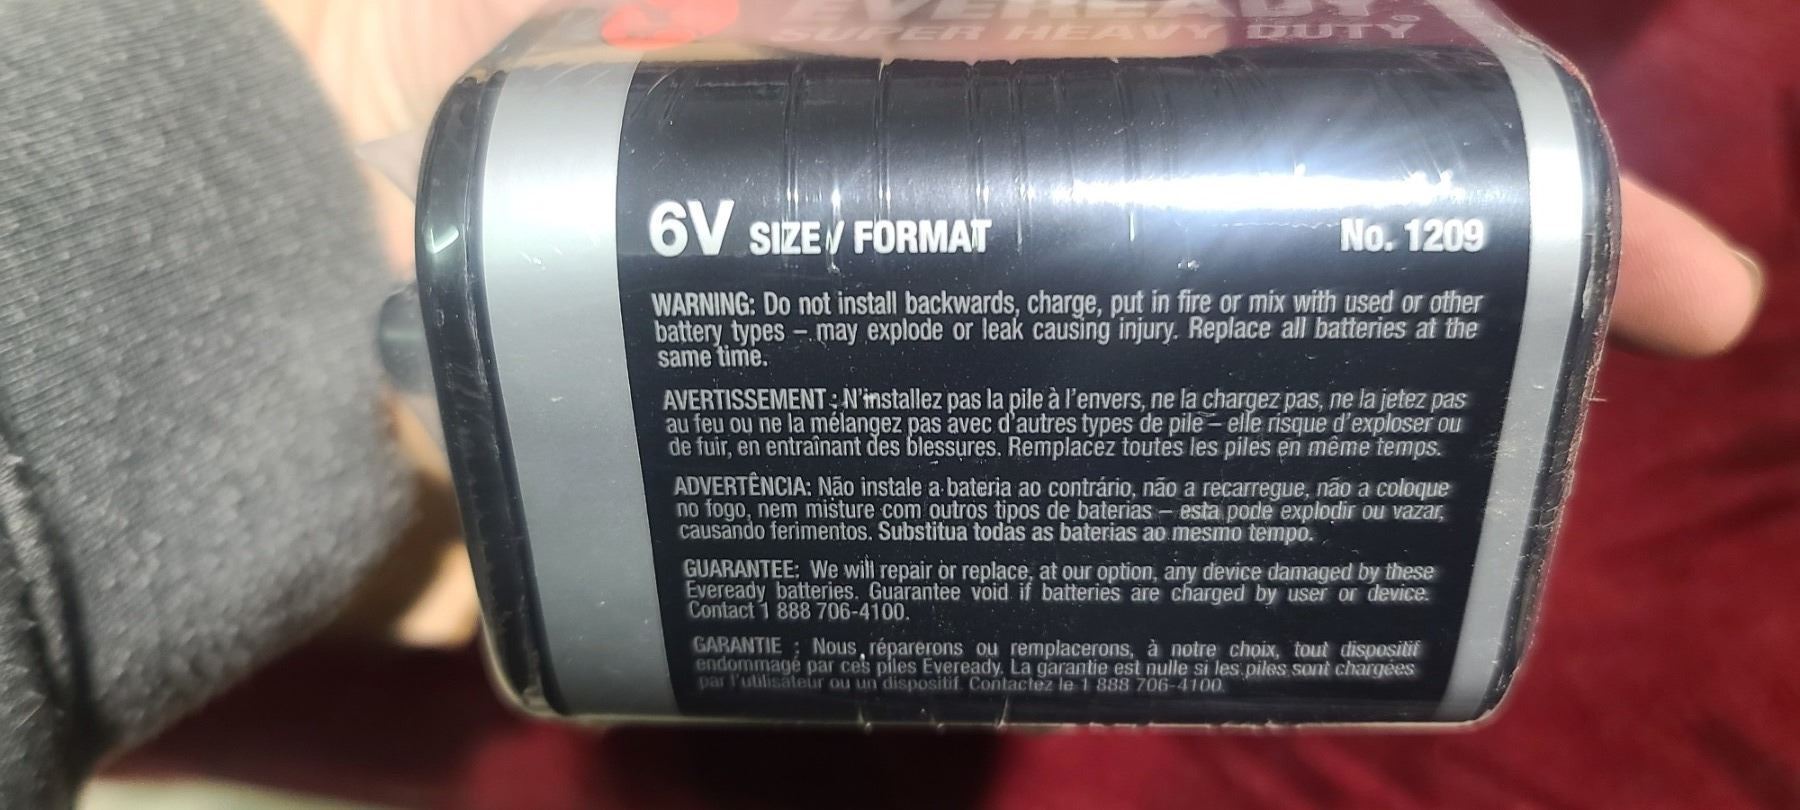 EVEREADY
SUPER HEAVY DUTY®
6V SIZE / FORMAT No. 1209
WARNING: Do not install backwards, charge, put in fire or mix with used or other
battery types – may explode or leak causing injury. Replace all batteries at the
same time.
AVERTISSEMENT : N'installez pas la pile à l'envers, ne la chargez pas, ne la jetez pas
au feu ou ne la mélangez pas avec d'autres types de pile – elle risque d'exploser ou
de fuir, en entraînant des blessures. Remplacez toutes les piles en même temps.
ADVERTÊNCIA: Não instale a bateria ao contrário, não a recarregue, não a coloque
no fogo, nem misture com outros tipos de baterias – esta pode explodir ou vazar,
causando ferimentos. Substitua todas as baterias ao mesmo tempo.
GUARANTEE: We will repair or replace, at our option, any device damaged by these
Eveready batteries. Guarantee void if batteries are charged by user or device.
Contact 1 888 706-4100.
GARANTIE : Nous réparerons ou remplacerons, à notre choix, tout dispositif
endommagé par ces piles Eveready. La garantie est nulle si les piles sont chargées
par l'utilisateur ou un dispositif. Contactez le 1 888 706-4100.